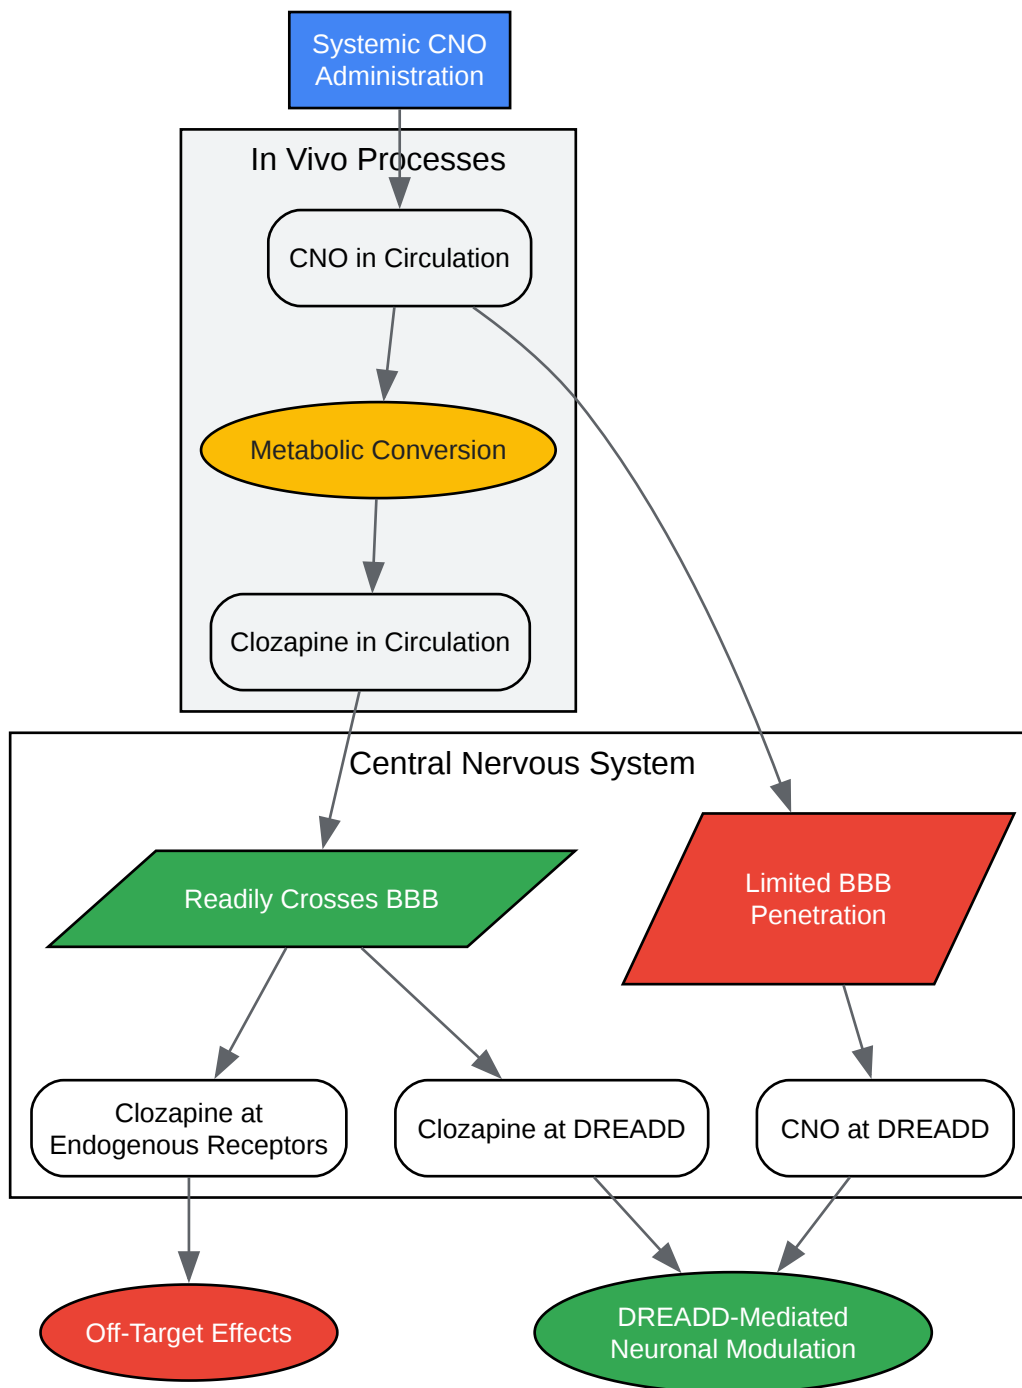 Systemic CNO
Administration
In Vivo Processes
CNO in Circulation
Metabolic Conversion
Clozapine in Circulation
Central Nervous System
Readily Crosses BBB
Limited BBB
Penetration
Clozapine at
Endogenous Receptors
Clozapine at DREADD
CNO at DREADD
Off-Target Effects
DREADD-Mediated
Neuronal Modulation